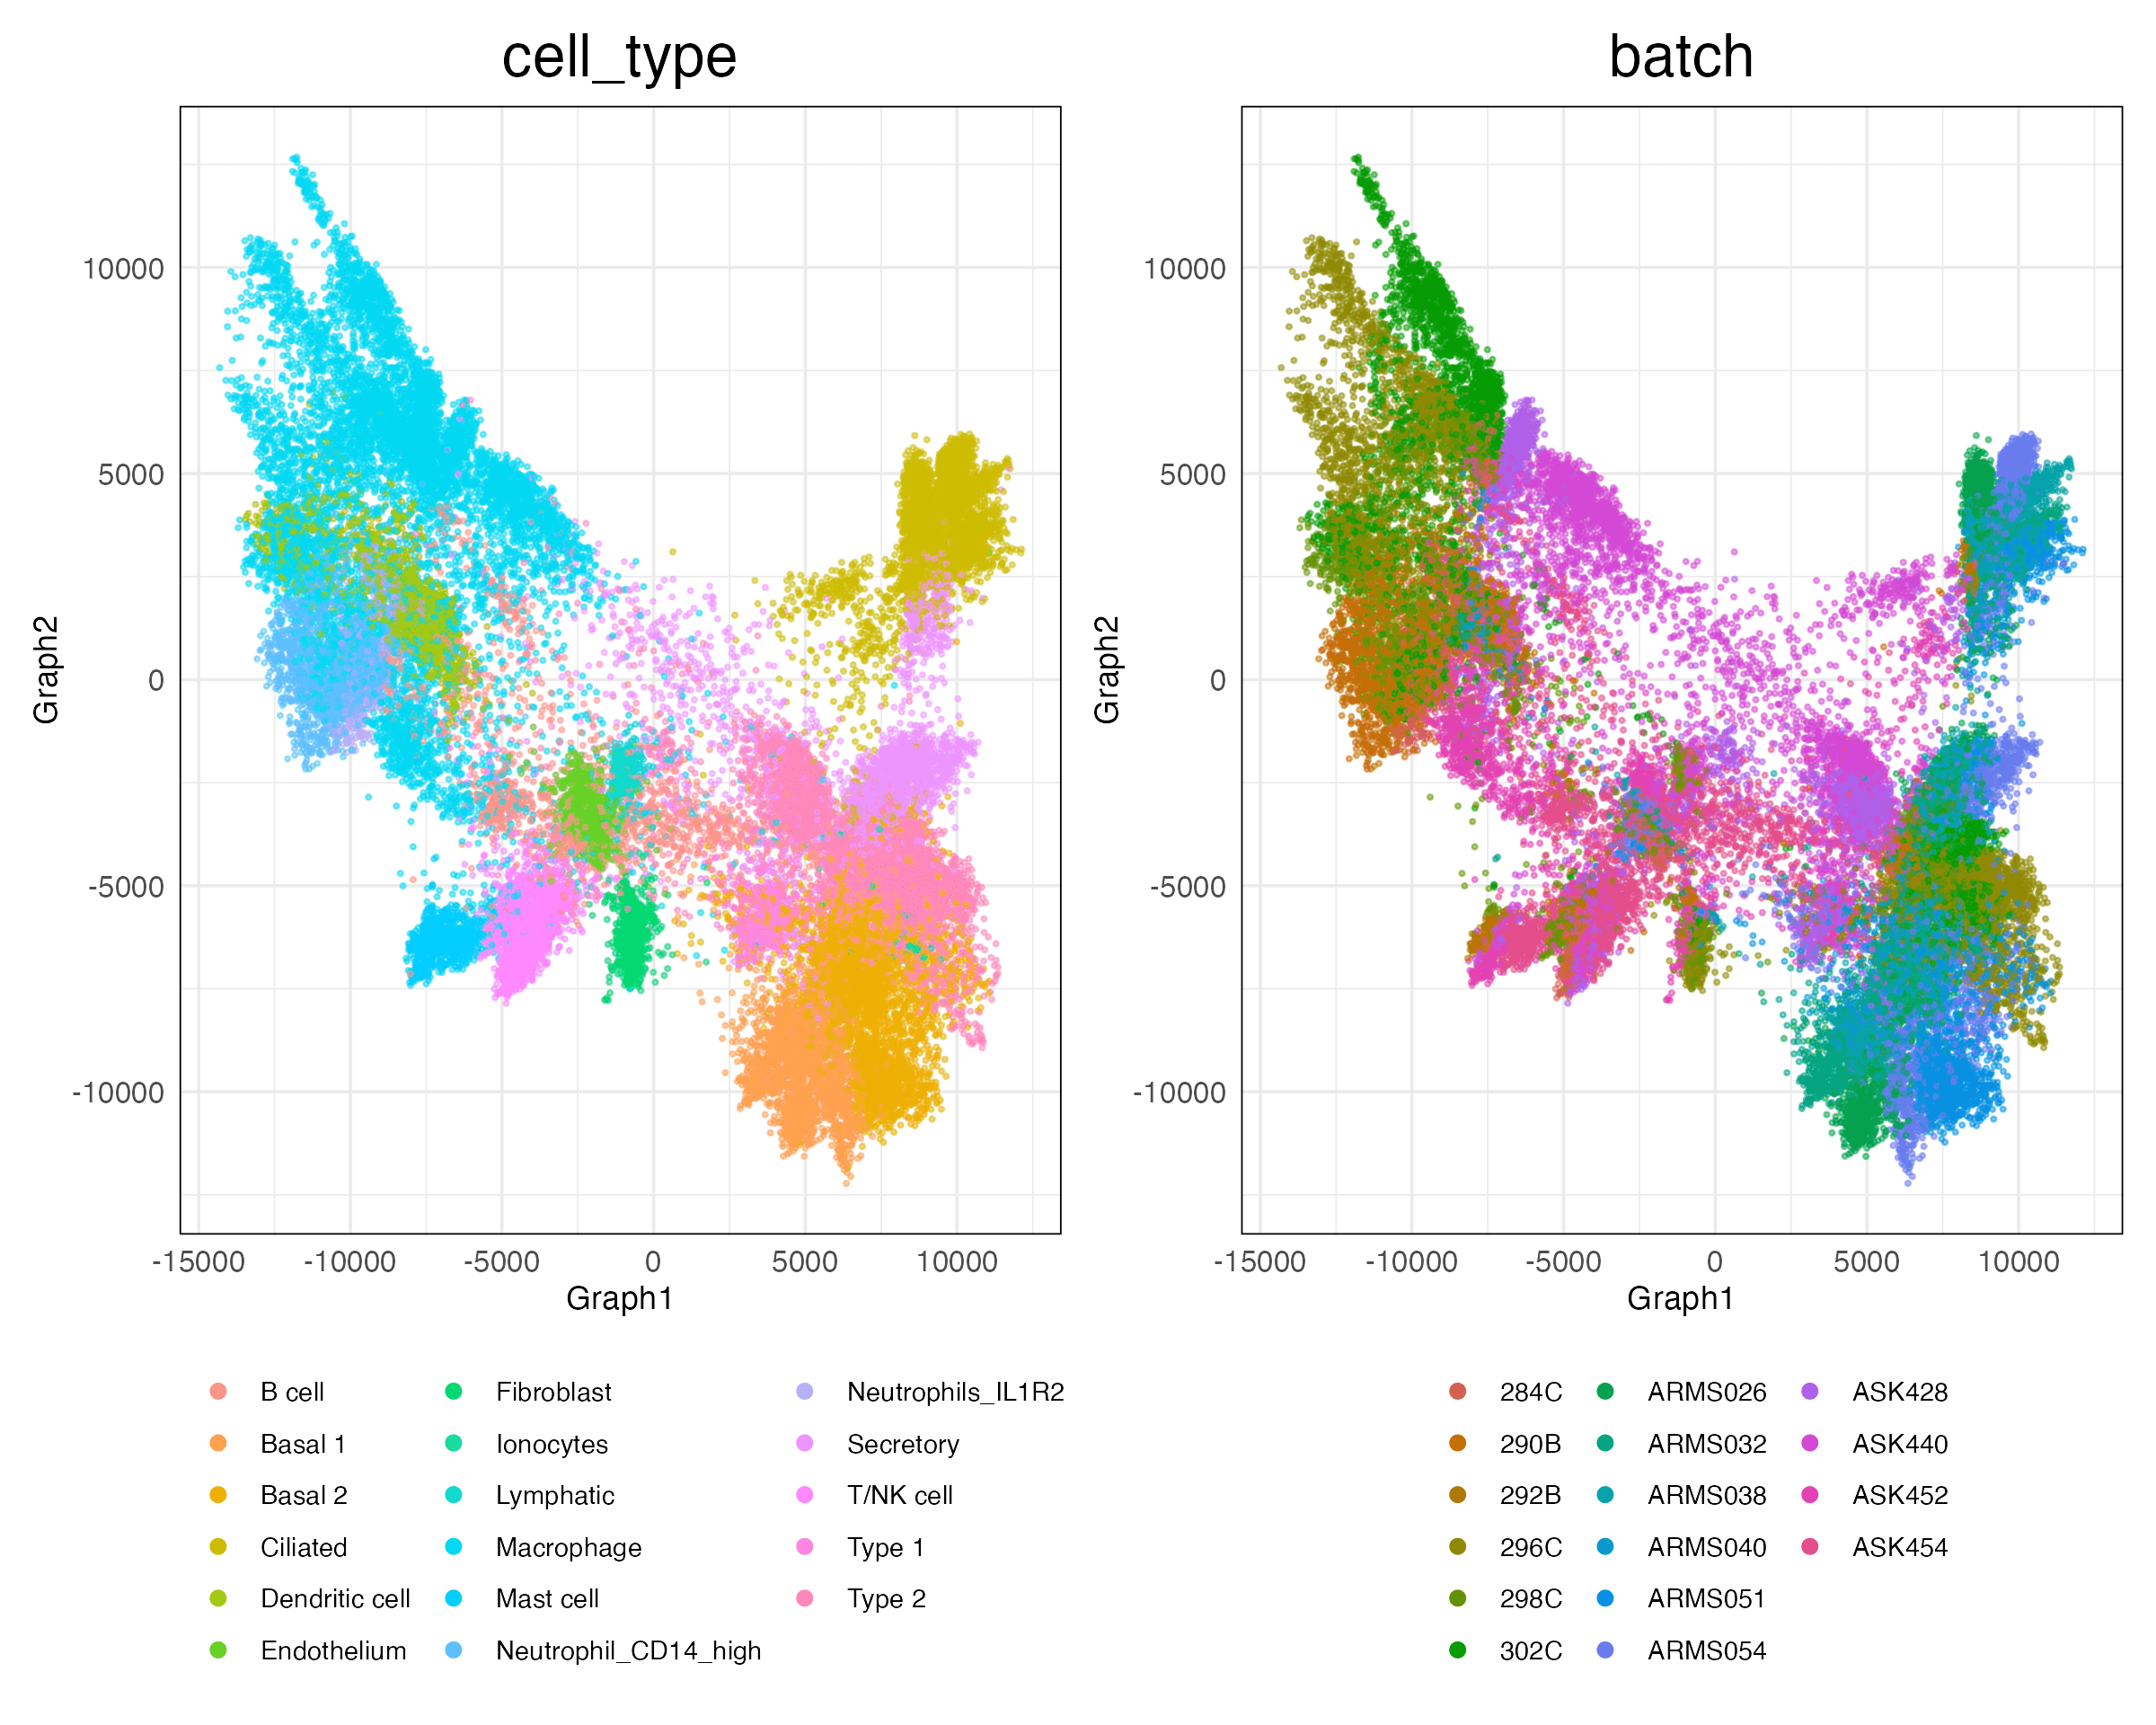 cell_type
Graph2
10000
5000
0
-5000
-10000
-15000 -10000 -5000 0 5000 10000
Graph1
B cell
Basal 1
Basal 2
Ciliated
Dendritic cell
Endothelium
Fibroblast
Ionocytes
Lymphatic
Macrophage
Mast cell
Neutrophil_CD14_high
Neutrophils_IL1R2
Secretory
T/NK cell
Type 1
Type 2
batch
Graph2
10000
5000
0
-5000
-10000
-15000 -10000 -5000 0 5000 10000
Graph1
284C
290B
292B
296C
298C
302C
ARMS026
ARMS032
ARMS038
ARMS040
ARMS051
ARMS054
ASK428
ASK440
ASK452
ASK454